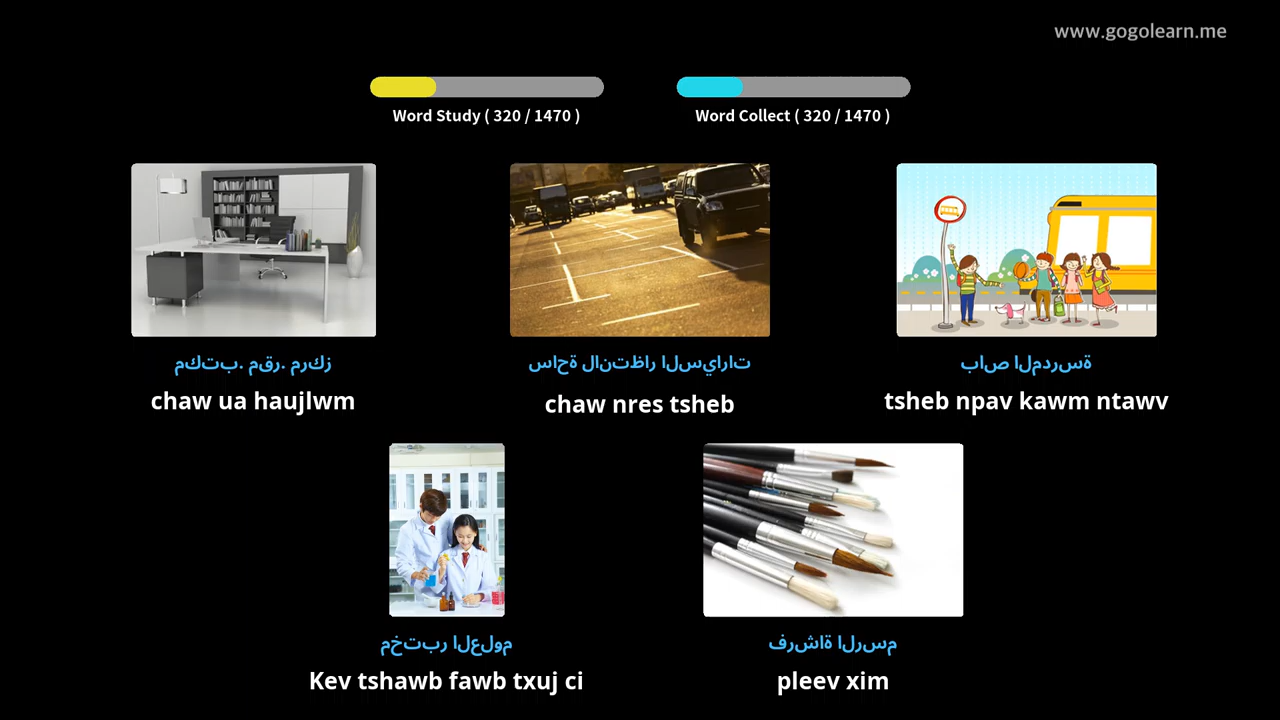 www.gogolearn.me
Word Study ( 320 / 1470 )
Word Collect ( 320 / 1470 )
مكتب. مقر. مركز
chaw ua haujlwm
ساحة لانتظار السيارات
chaw nres tsheb
باص المدرسة
tsheb npav kawm ntawv
مختبر العلوم
Kev tshawb fawb txuj ci
فرشاة الرسم
pleev xim